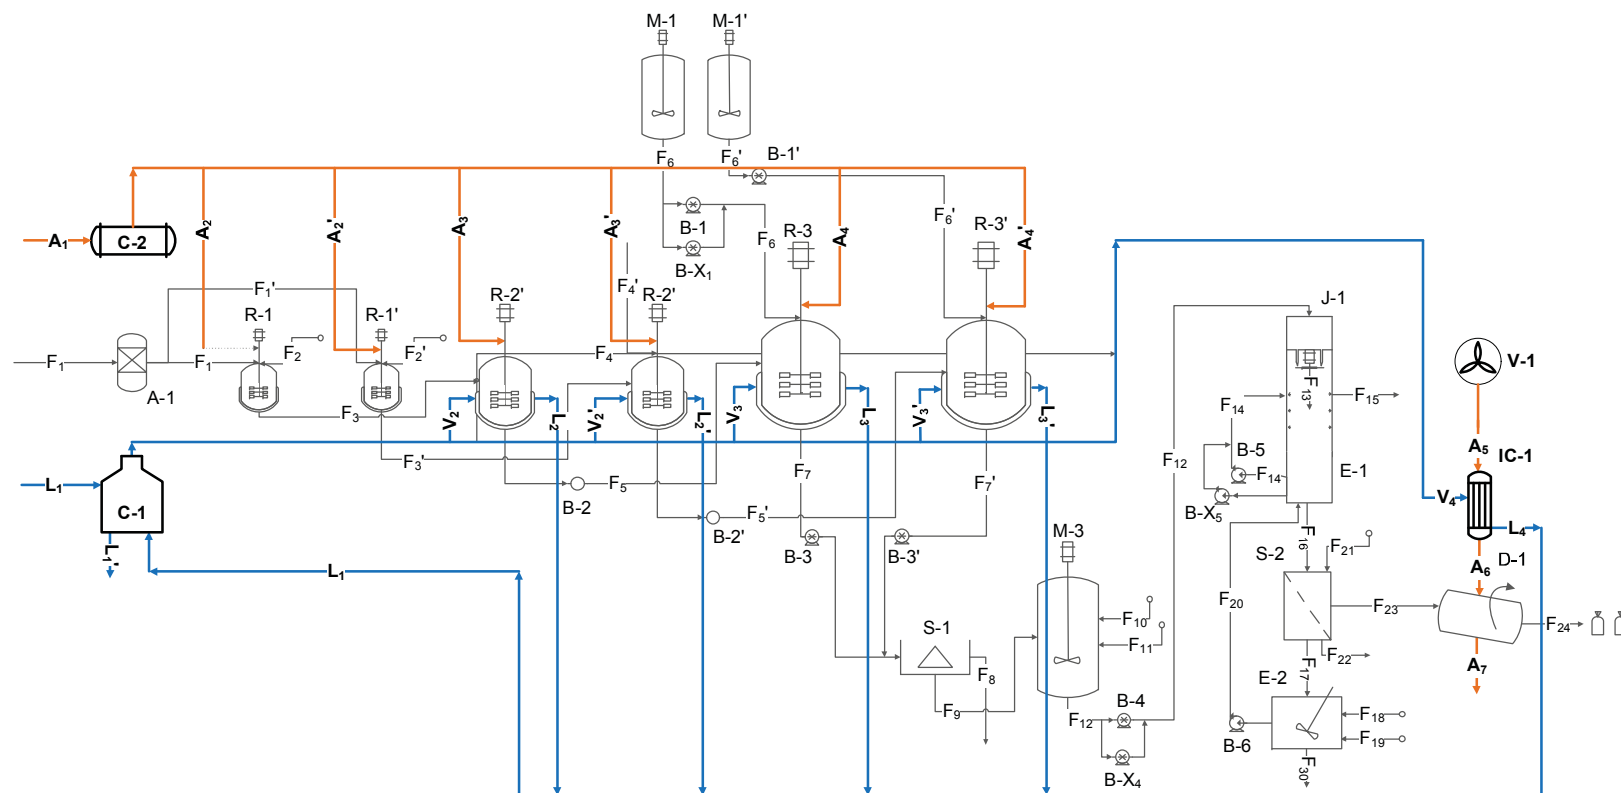 M-1 M-1'
F₆ F₆' B-1'
A₁ C-2 A₂ A₂' A₃ A₃' B-1 F₆ R-3 A₄ F₆' R-3' A₄'
B-X₁
F₁' F₄' J-1
R-1 R-1' R-2' R-2'
F₁ F₁ F₂ F₂' F₄ V-1
A-1 F₃ V₂ L₂ V₂' L₂' V₃ L₃ V₃' L₃' F₁₃ F₁₄ F₁₅
F₃' F₁₂ B-5 A₅ IC-1
L₁ C-1 F₅ F₇ F₇' F₁₄ E-1 V₄
B-2 F₅' B-X₅
B-2' L₄
L₁' B-3 B-3' M-3 S-2 F₁₆ F₂₁ D-1
L₁ A₆
F₂₀ F₂₃ F₂₄
F₁₀
S-1 F₁₁
F₈ F₂₂ A₇
F₁₇
E-2
F₉ F₁₂ B-4 F₁₈
B-6 F₁₉
B-X₄ F₃₀